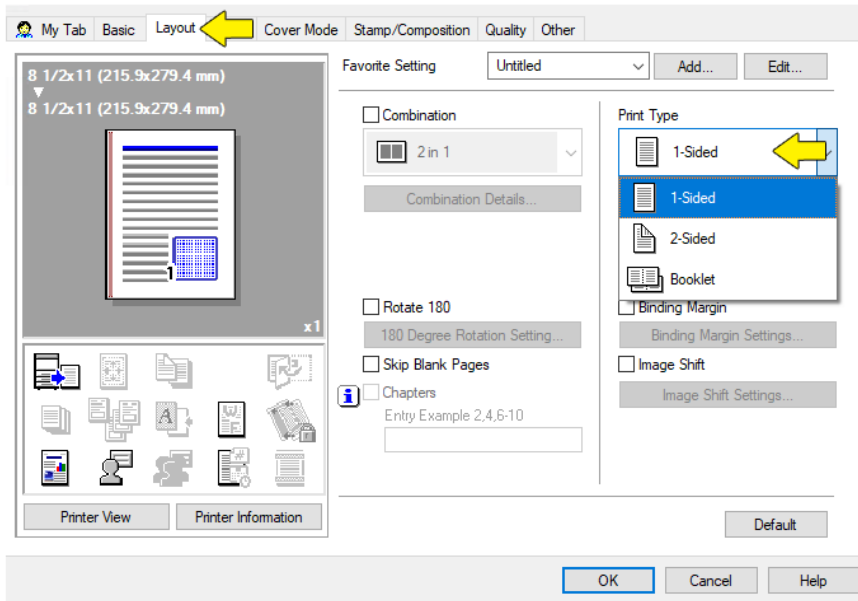 My Tab
Basic
Layout
Cover Mode
Stamp/Composition
Quality
Other
8 1/2x11 (215.9x279.4 mm)
8 1/2x11 (215.9x279.4 mm)
1
x1
Printer View
Printer Information
Favorite Setting
Untitled
Add...
Edit...
Combination
2 in 1
Combination Details...
Rotate 180
180 Degree Rotation Setting...
Skip Blank Pages
Chapters
Entry Example 2,4,6-10
Print Type
1-Sided
1-Sided
2-Sided
Booklet
Binding Margin
Binding Margin Settings...
Image Shift
Image Shift Settings...
Default
OK
Cancel
Help